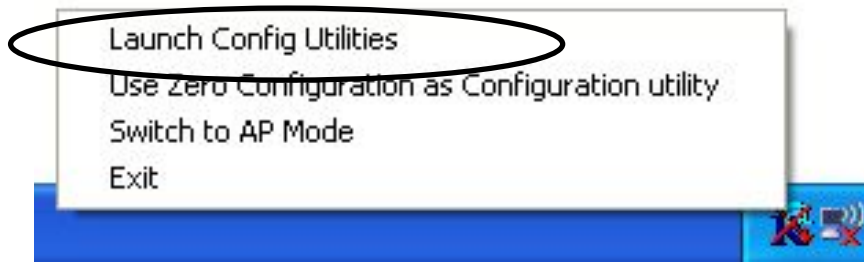 Launch Config Utilities
Use Zero Configuration as Configuration utility
Switch to AP Mode
Exit